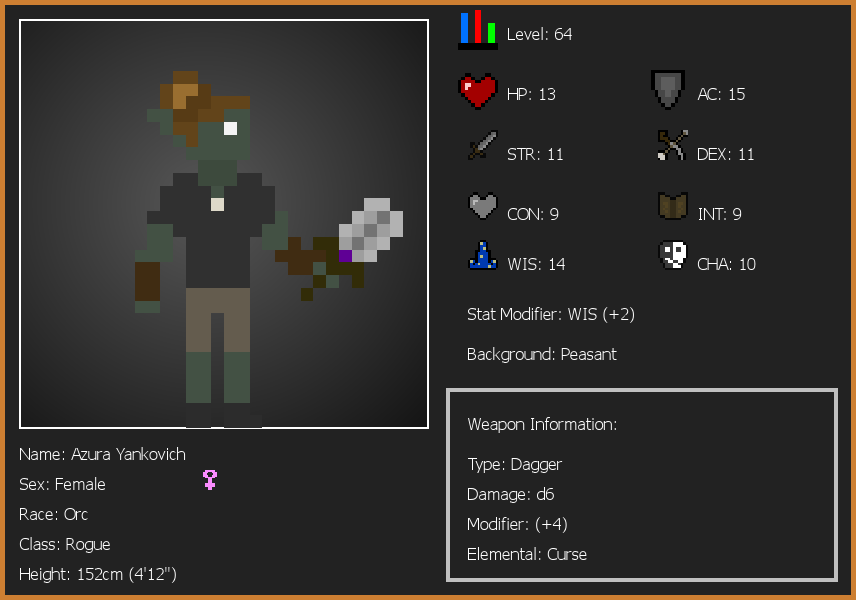 Level: 64
HP: 13
AC: 15
STR: 11
DEX: 11
CON: 9
INT: 9
WIS: 14
CHA: 10
Stat Modifier: WIS (+2)
Background: Peasant
Weapon Information:
Type: Dagger
Damage: d6
Modifier: (+4)
Elemental: Curse
Name: Azura Yankovich
Sex: Female
Race: Orc
Class: Rogue
Height: 152cm (4'12")